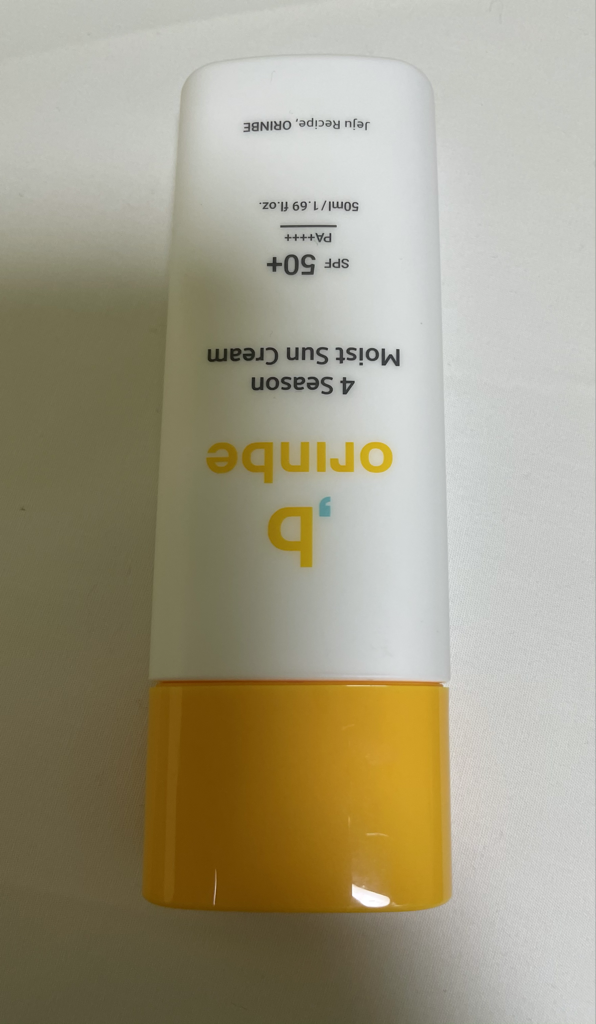 b,
orinbe
4 Season
Moist Sun Cream
SPF 50+
PA++++
50ml/1.69 fl.oz.
Jeju Recipe, ORINBE